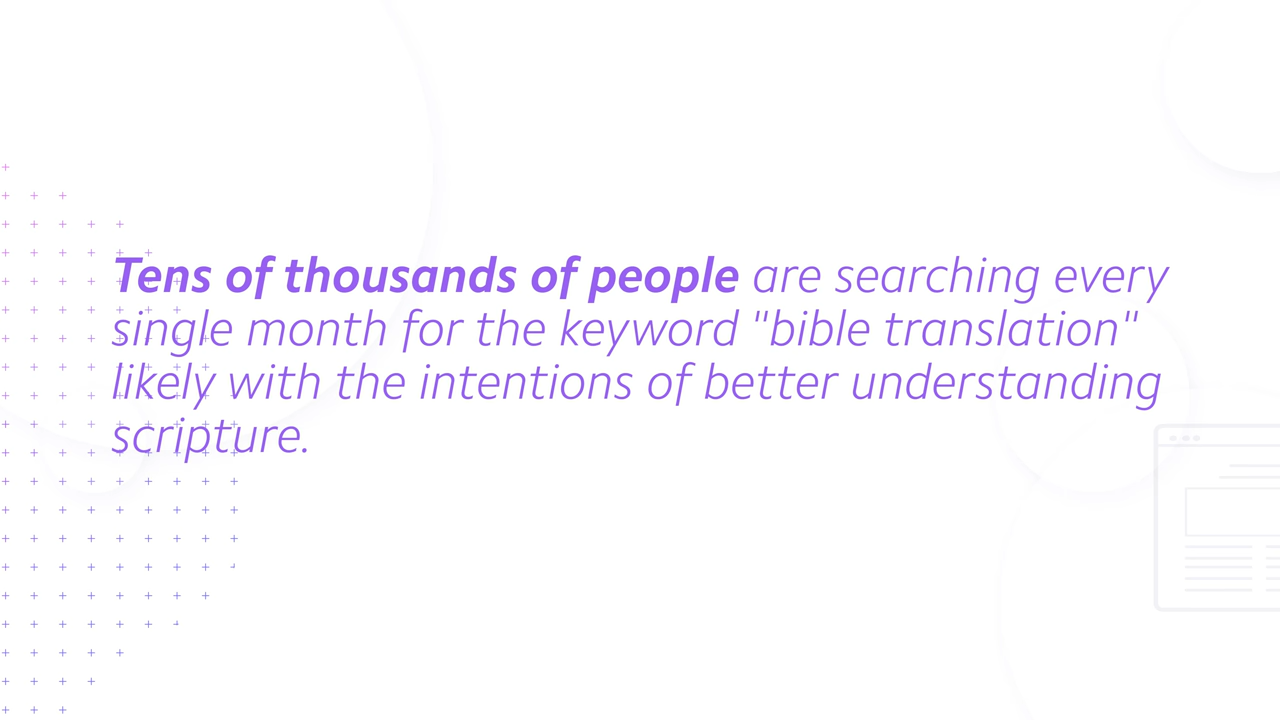 Tens of thousands of people are searching every
single month for the keyword "bible translation"
likely with the intentions of better understanding
scripture.